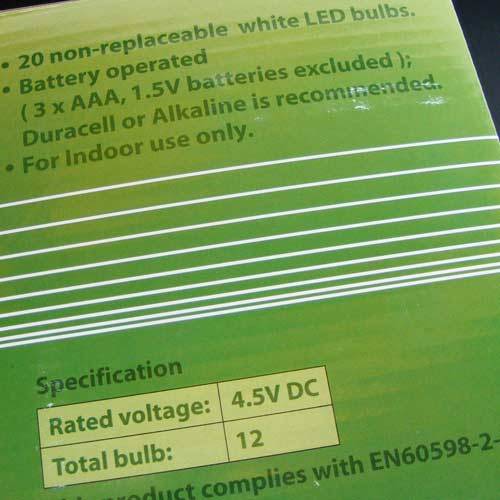 • 20 non-replaceable white LED bulbs.
• Battery operated
( 3 x AAA, 1.5V batteries excluded );
Duracell or Alkaline is recommended.
• For Indoor use only.
Specification
Rated voltage: 4.5V DC
Total bulb: 12
product complies with EN60598-2-